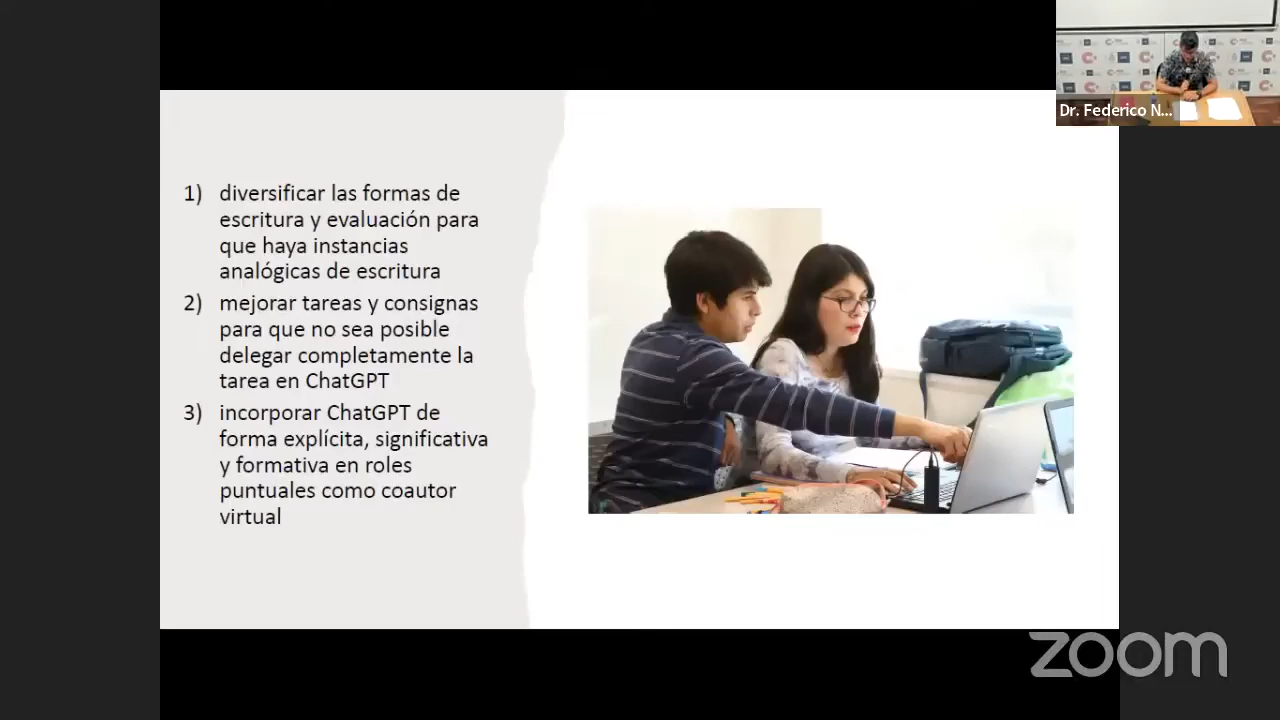 Dr. Federico N...
1) diversificar las formas de
escritura y evaluación para
que haya instancias
analógicas de escritura
2) mejorar tareas y consignas
para que no sea posible
delegar completamente la
tarea en ChatGPT
3) incorporar ChatGPT de
forma explícita, significativa
y formativa en roles
puntuales como coautor
virtual
zoom